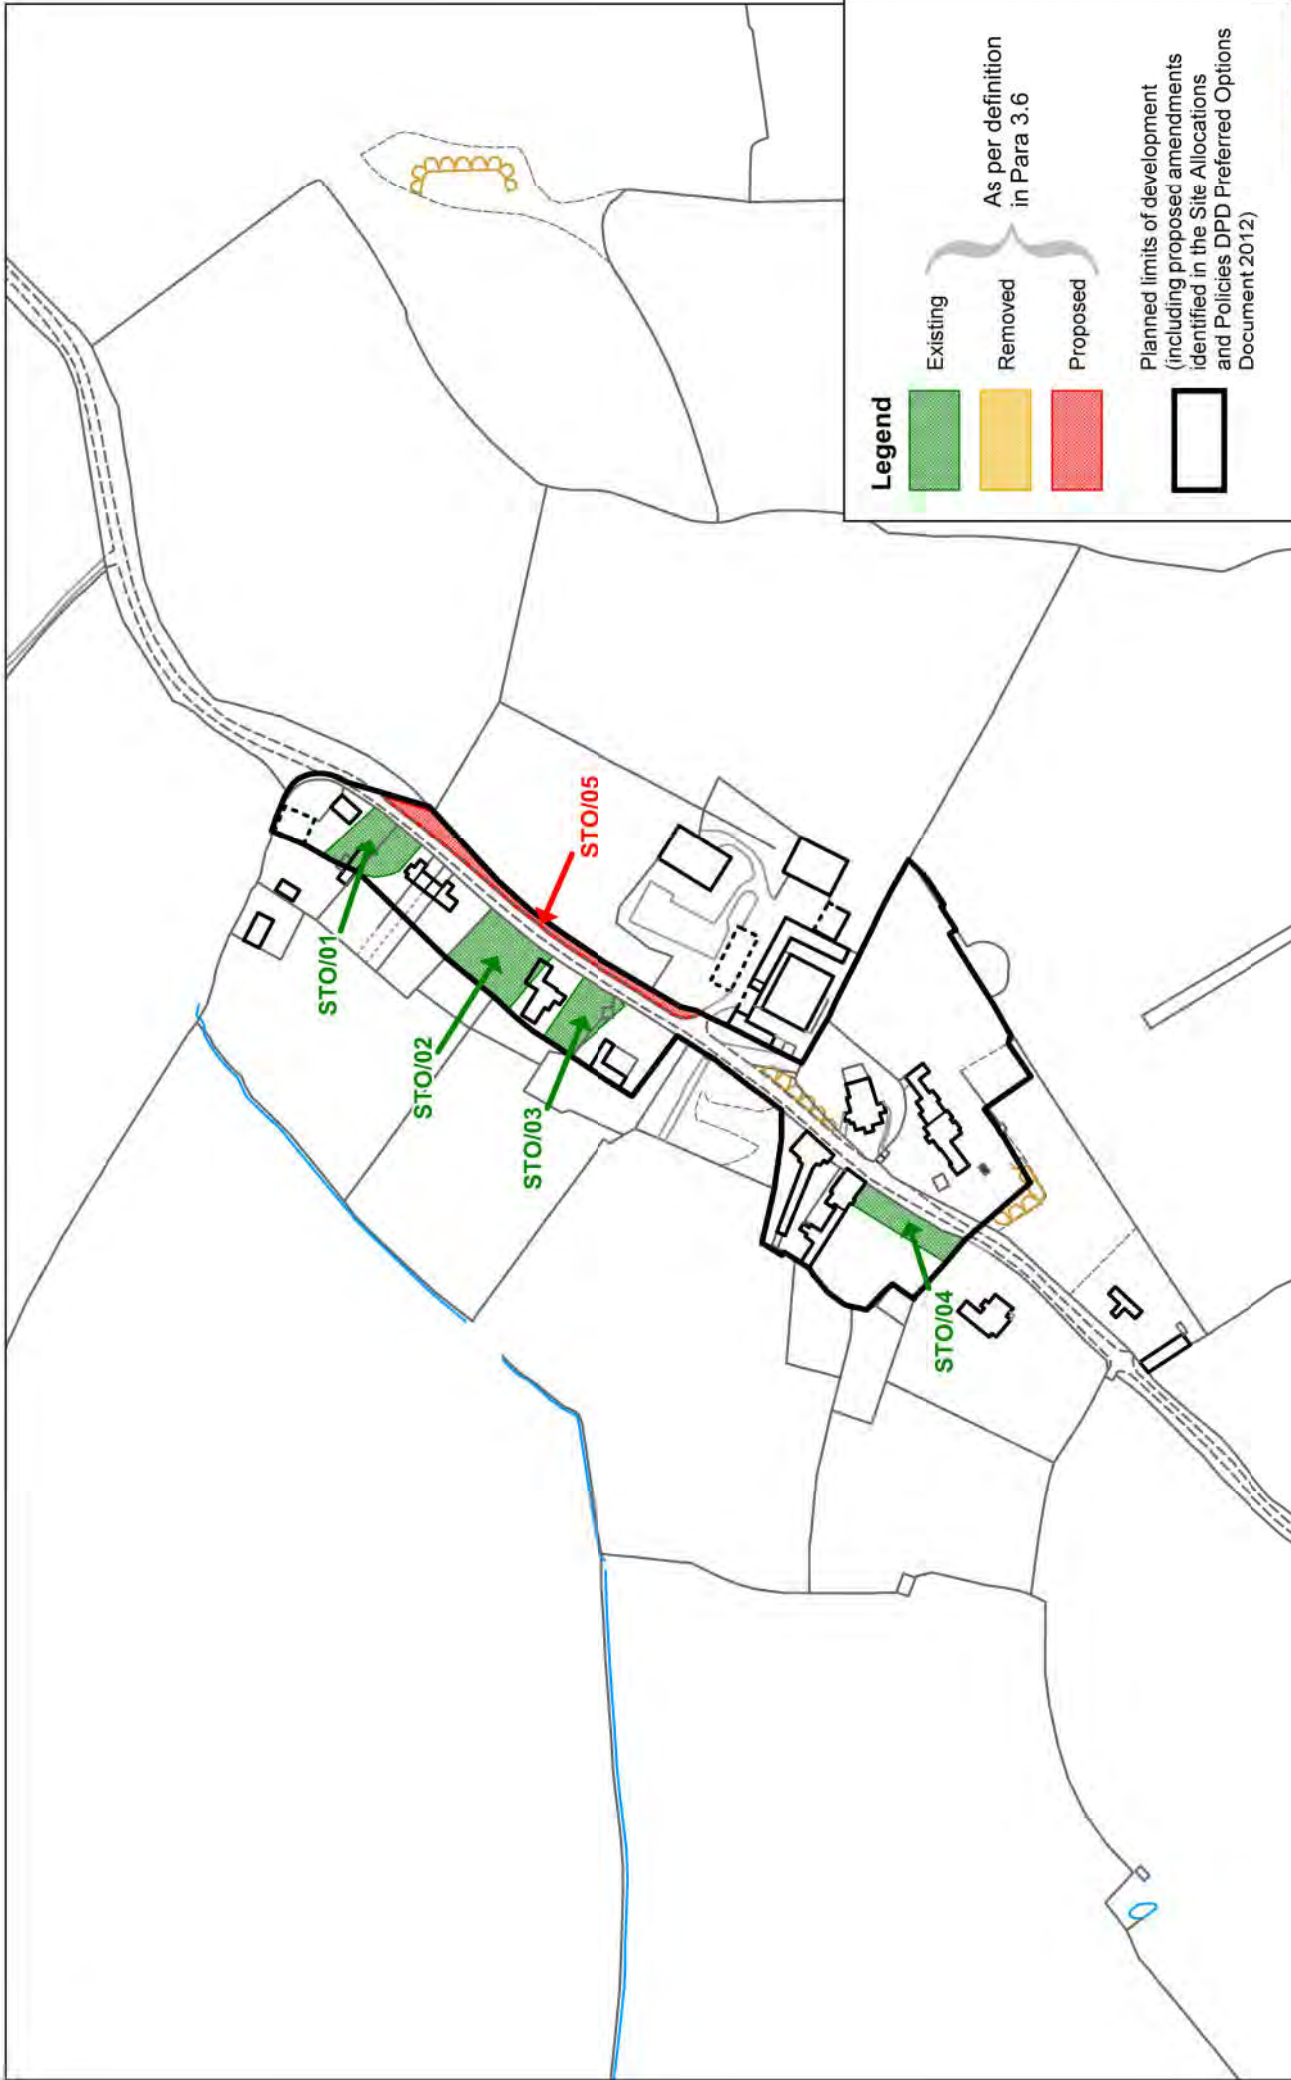 STO/01
STO/02
STO/03
STO/04
STO/05
Legend
Existing
Removed
Proposed
As per definition
in Para 3.6
Planned limits of development
(including proposed amendments
identified in the Site Allocations
and Policies DPD Preferred Options
Document 2012)